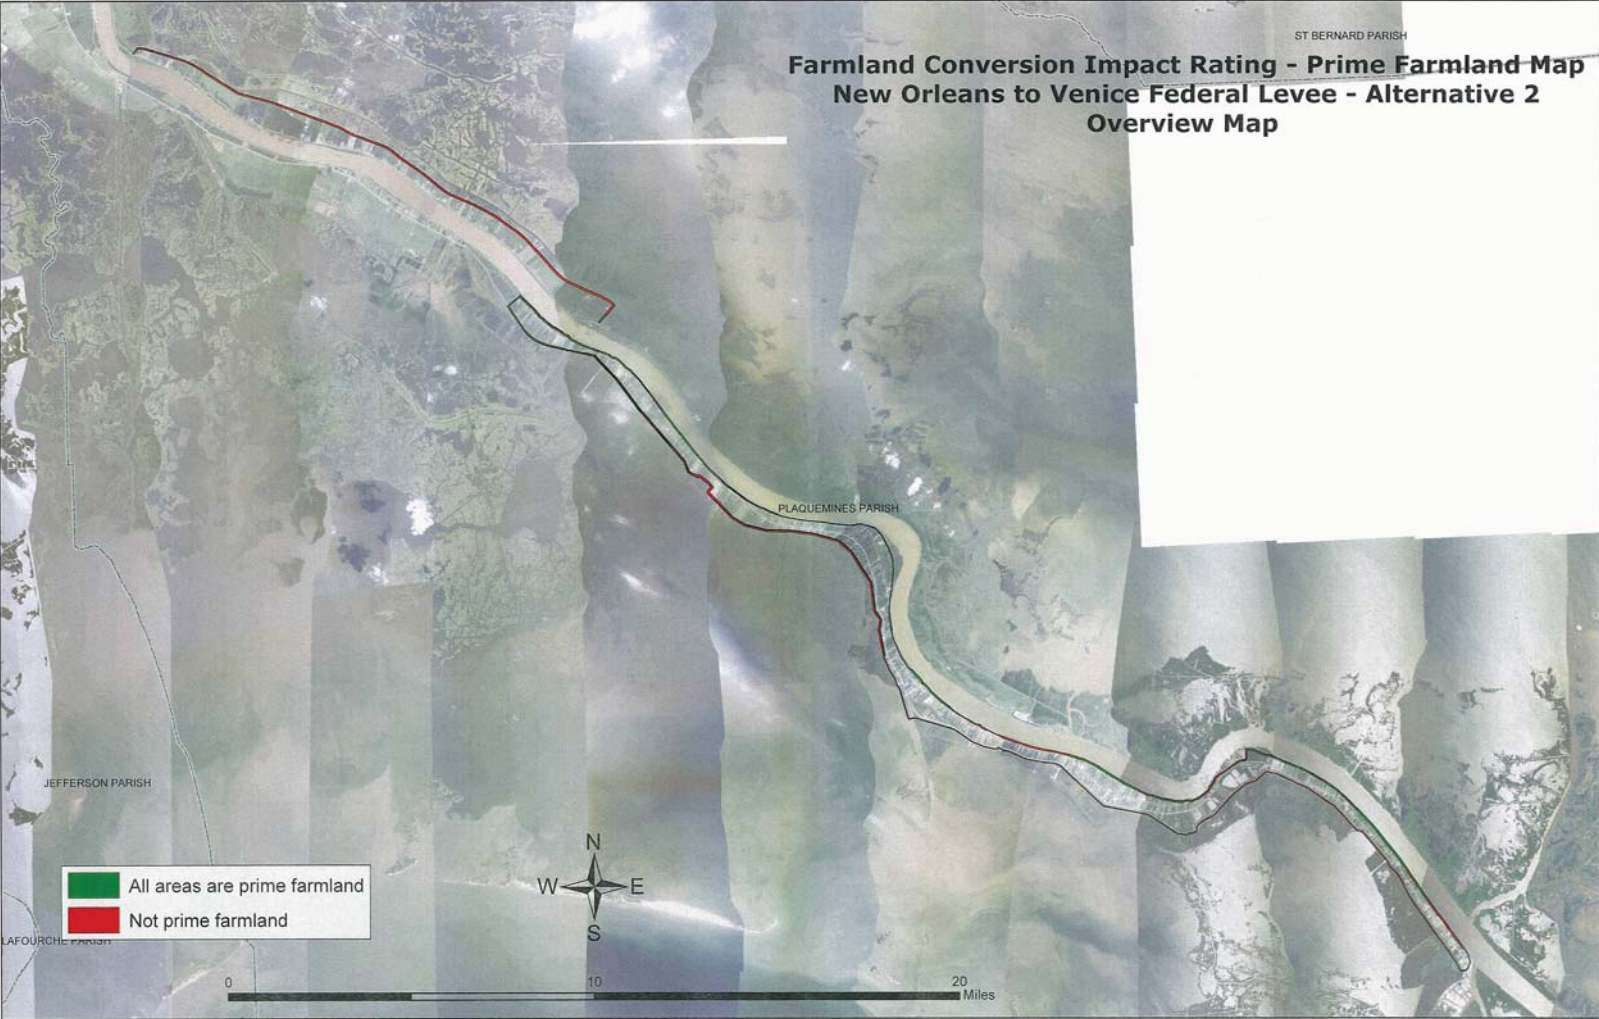 ST BERNARD PARISH
Farmland Conversion Impact Rating - Prime Farmland Map
New Orleans to Venice Federal Levee - Alternative 2
Overview Map
PLAQUEMINES PARISH
JEFFERSON PARISH
N
W E
S
All areas are prime farmland
Not prime farmland
LAFOURCHE PARISH
0 10 20
Miles